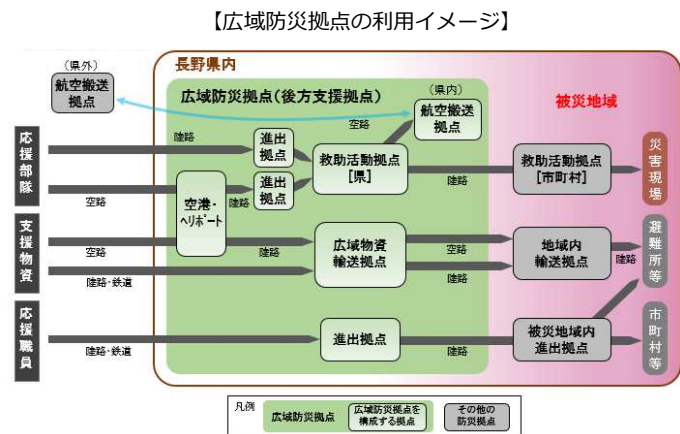 【広域防災拠点の利用イメージ】
長野県内
(県外)
航空搬送
拠点
広域防災拠点(後方支援拠点)
(県内)
航空搬送
拠点
被災地域
空路
応援部隊
陸路
進出
拠点
救助活動拠点
[県]
救助活動拠点
[市町村]
災害現場
空路
空港・
ヘリポート
陸路
進出
拠点
陸路
支援物資
空路
陸路
広域物資
輸送拠点
空路
地域内
輸送拠点
陸路
避難所等
陸路・鉄道
陸路
応援職員
陸路・鉄道
進出拠点
陸路
被災地域内
進出拠点
市町村等
凡例
広域防災拠点
広域防災拠点を
構成する拠点
その他の
防災拠点